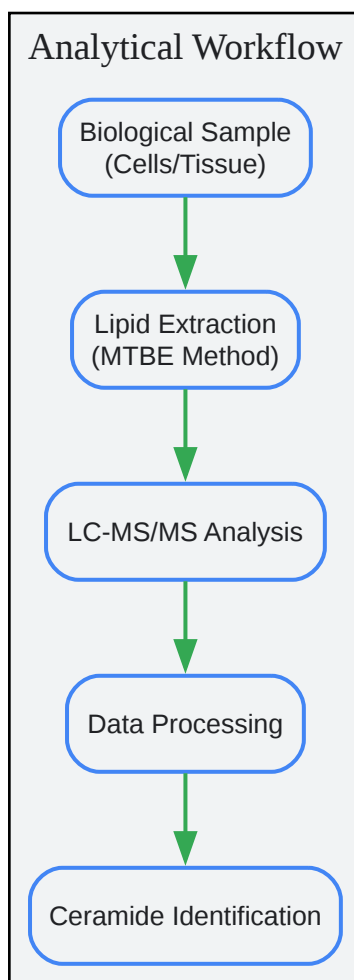 Analytical Workflow
Biological Sample
(Cells/Tissue)
Lipid Extraction
(MTBE Method)
LC-MS/MS Analysis
Data Processing
Ceramide Identification